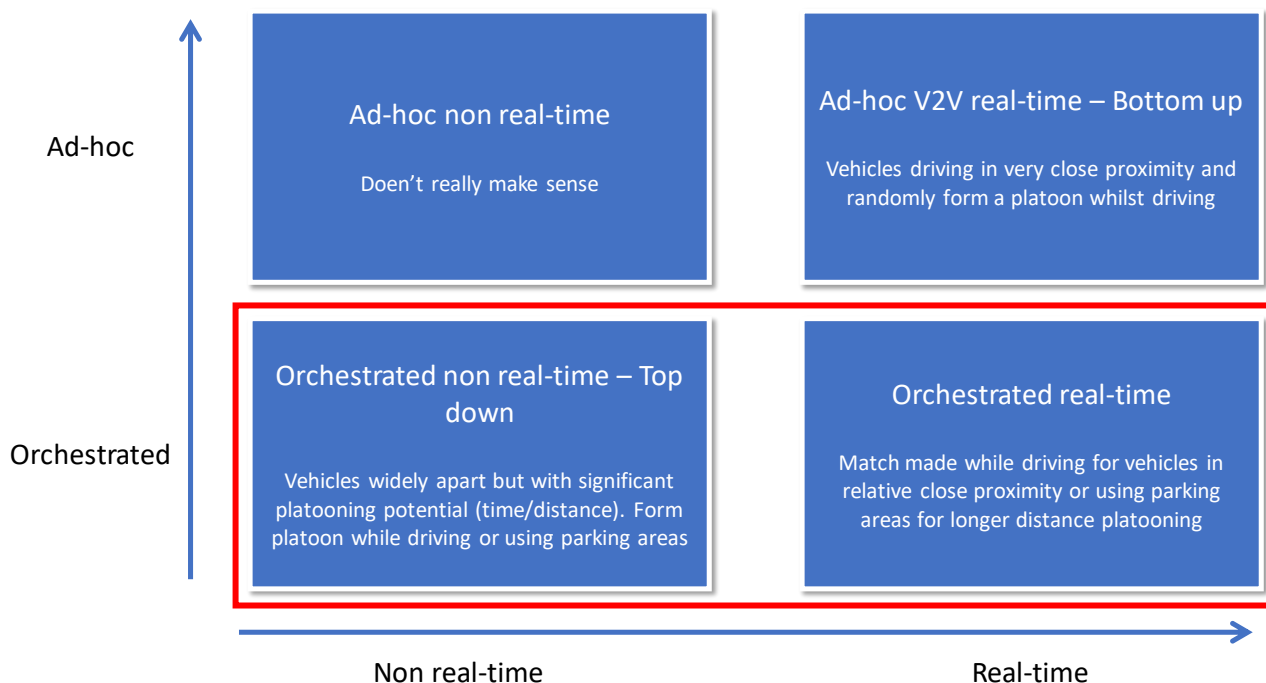 Ad-hoc
Ad-hoc non real-time
Doen't really make sense
Ad-hoc V2V real-time – Bottom up
Vehicles driving in very close proximity and
randomly form a platoon whilst driving
Orchestrated
Orchestrated non real-time – Top
down
Vehicles widely apart but with significant
platooning potential (time/distance). Form
platoon while driving or using parking areas
Orchestrated real-time
Match made while driving for vehicles in
relative close proximity or using parking
areas for longer distance platooning
Non real-time
Real-time